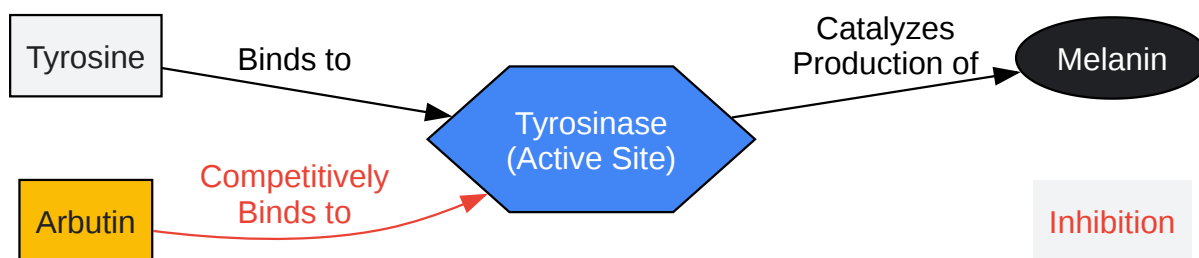 Tyrosine
Binds to
Catalyzes
Production of
Melanin
Tyrosinase
(Active Site)
Arbutin
Competitively
Binds to
Inhibition